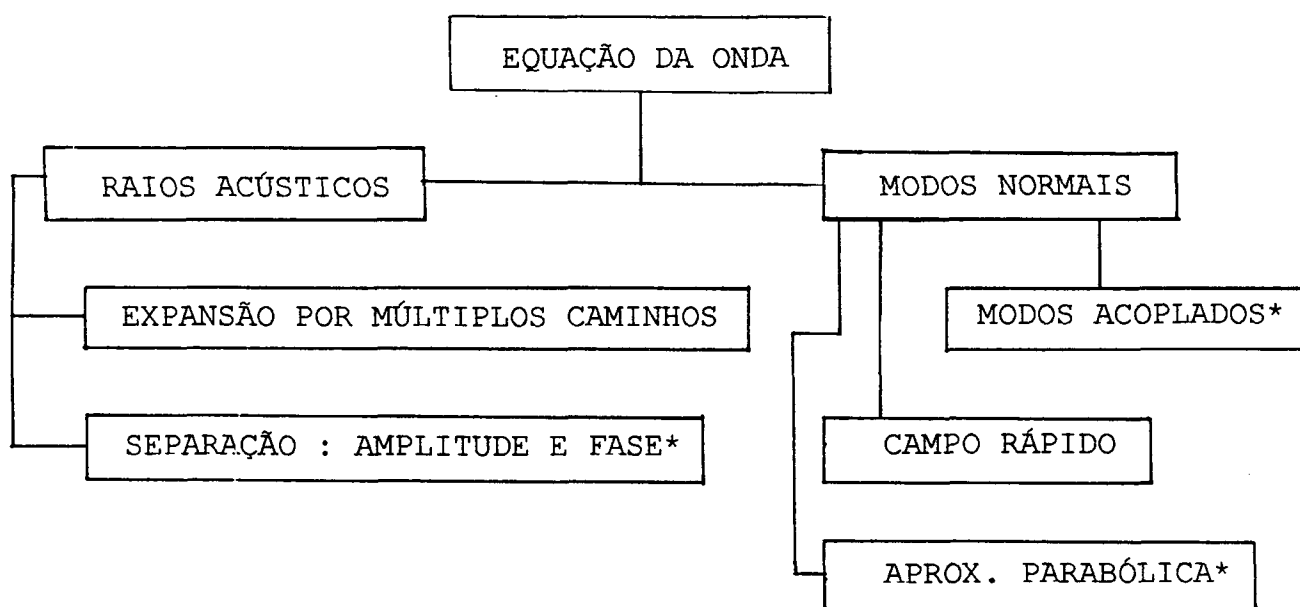 EQUAÇÃO DA ONDA
RAIOS ACÚSTICOS
MODOS NORMAIS
EXPANSÃO POR MÚLTIPLOS CAMINHOS
MODOS ACOPLADOS*
SEPARAÇÃO : AMPLITUDE E FASE*
CAMPO RÁPIDO
APROX. PARABÓLICA*